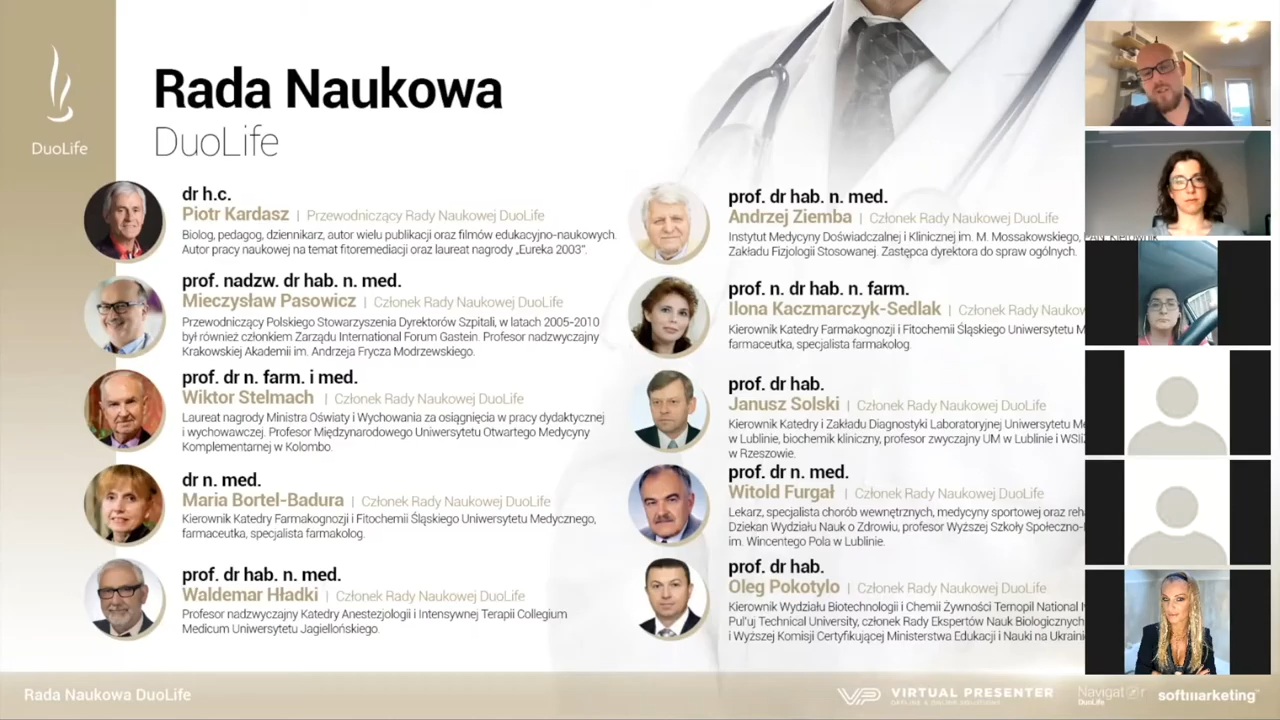 DuoLife
Rada Naukowa
DuoLife
dr h.c.
Piotr Kardasz | Przewodniczący Rady Naukowej DuoLife
Biolog, pedagog, dziennikarz, autor wielu publikacji oraz filmów edukacyjno-naukowych.
Autor pracy naukowej na temat fitoremediacji oraz laureat nagrody „Eureka 2003”.
prof. nadzw. dr hab. n. med.
Mieczysław Pasowicz | Członek Rady Naukowej DuoLife
Przewodniczący Polskiego Stowarzyszenia Dyrektorów Szpitali, w latach 2005-2010
był również członkiem Zarządu International Forum Gastein. Profesor nadzwyczajny
Krakowskiej Akademii im. Andrzeja Frycza Modrzewskiego.
prof. dr n. farm. i med.
Wiktor Stelmach | Członek Rady Naukowej DuoLife
Laureat nagrody Ministra Oświaty i Wychowania za osiągnięcia w pracy dydaktycznej
i wychowawczej. Profesor Międzynarodowego Uniwersytetu Otwartego Medycyny
Komplementarnej w Kolombo.
dr n. med.
Maria Bortel-Badura | Członek Rady Naukowej DuoLife
Kierownik Katedry Farmakognozji i Fitochemii Śląskiego Uniwersytetu Medycznego,
farmaceutka, specjalista farmakolog.
prof. dr hab. n. med.
Waldemar Hładki | Członek Rady Naukowej DuoLife
Profesor nadzwyczajny Katedry Anestezjologii i Intensywnej Terapii Collegium
Medicum Uniwersytetu Jagiellońskiego.
prof. dr hab. n. med.
Andrzej Ziemba | Członek Rady Naukowej DuoLife
Instytut Medycyny Doświadczalnej i Klinicznej im. M. Mossakowskiego, PAN, Kierownik
Zakładu Fizjologii Stosowanej. Zastępca dyrektora do spraw ogólnych.
prof. n. dr hab. n. farm.
Ilona Kaczmarczyk-Sedlak | Członek Rady Nauko
Kierownik Katedry Farmakognozji i Fitochemii Śląskiego Uniwersytetu M
farmaceutka, specjalista farmakolog.
prof. dr hab.
Janusz Solski | Członek Rady Naukowej DuoLife
Kierownik Katedry i Zakładu Diagnostyki Laboratoryjnej Uniwersytetu Me
w Lublinie, biochemik kliniczny, profesor zwyczajny UM w Lublinie i WSIiZ
w Rzeszowie.
prof. dr n. med.
Witold Furgał | Członek Rady Naukowej DuoLife
Lekarz, specjalista chorób wewnętrznych, medycyny sportowej oraz reh
Dziekan Wydziału Nauk o Zdrowiu, profesor Wyższej Szkoły Społeczno-
im. Wincentego Pola w Lublinie.
prof. dr hab.
Oleg Pokotylo | Członek Rady Naukowej DuoLife
Kierownik Wydziału Biotechnologii i Chemii Żywności Ternopil National
Pul'uj Technical University, członek Rady Ekspertów Nauk Biologicznych
i Wyższej Komisji Certyfikującej Ministerstwa Edukacji i Nauki na Ukraini
Rada Naukowa DuoLife
VP VIRTUAL PRESENTER
OFFLINE & ONLINE SOLUTIONS
Navigator
DuoLife
softmarketing